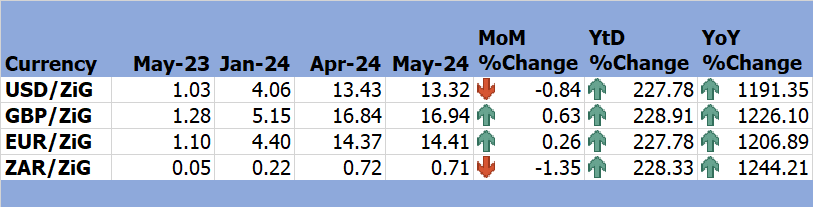 MoM YtD YoY
Currency May-23 Jan-24 Apr-24 May-24 %Change %Change %Change
USD/ZiG 1.03 4.06 13.43 13.32 -0.84 227.78 1191.35
GBP/ZiG 1.28 5.15 16.84 16.94 0.63 228.91 1226.10
EUR/ZiG 1.10 4.40 14.37 14.41 0.26 227.78 1206.89
ZAR/ZiG 0.05 0.22 0.72 0.71 -1.35 228.33 1244.21